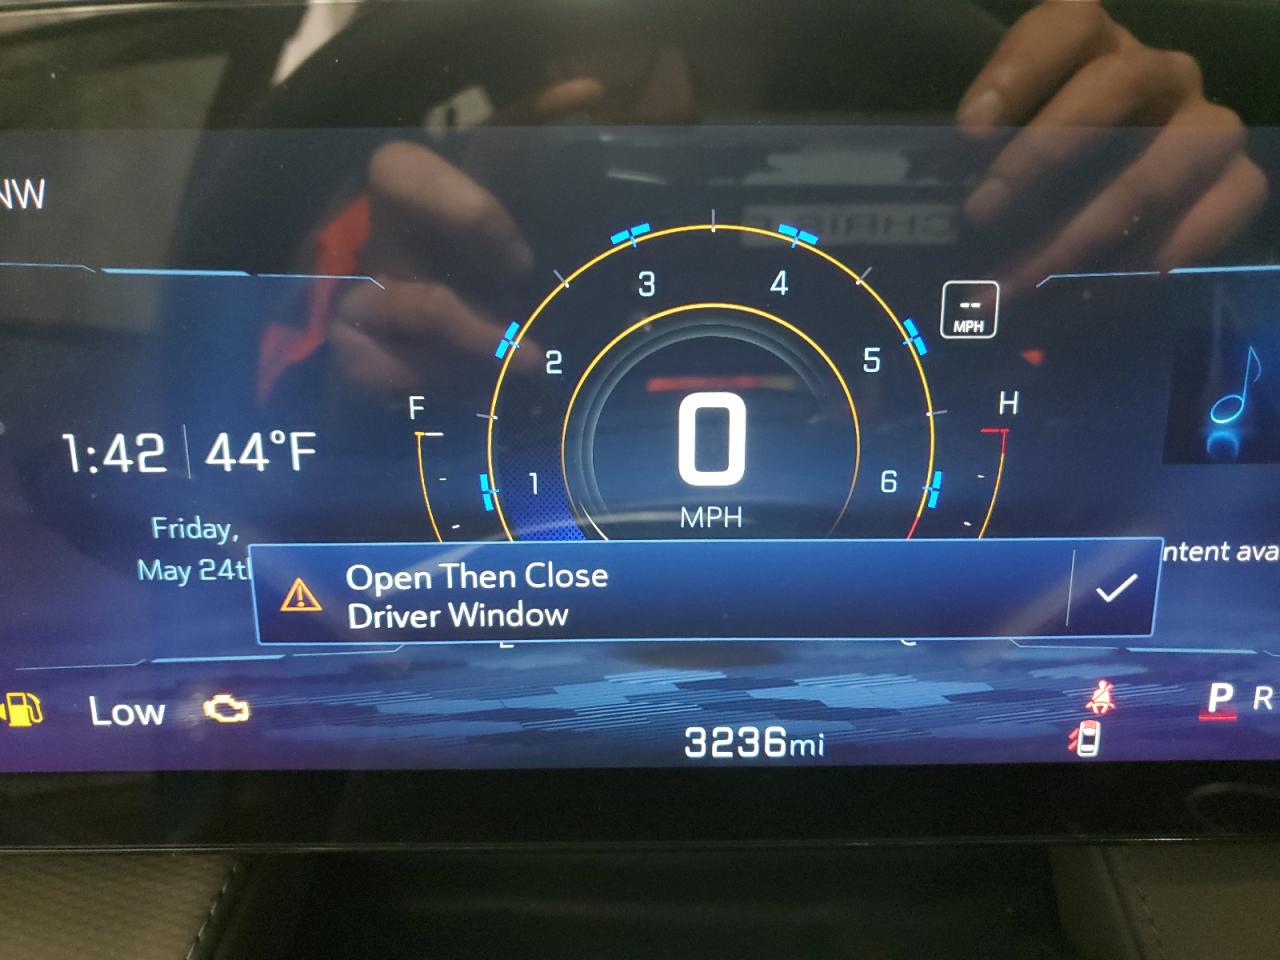 NW
3
4
--
MPH
2
5
F
H
1:42
44°F
0
1
6
MPH
Friday,
May 24t
ntent ava
Open Then Close
Driver Window
Low
P R
3236mi